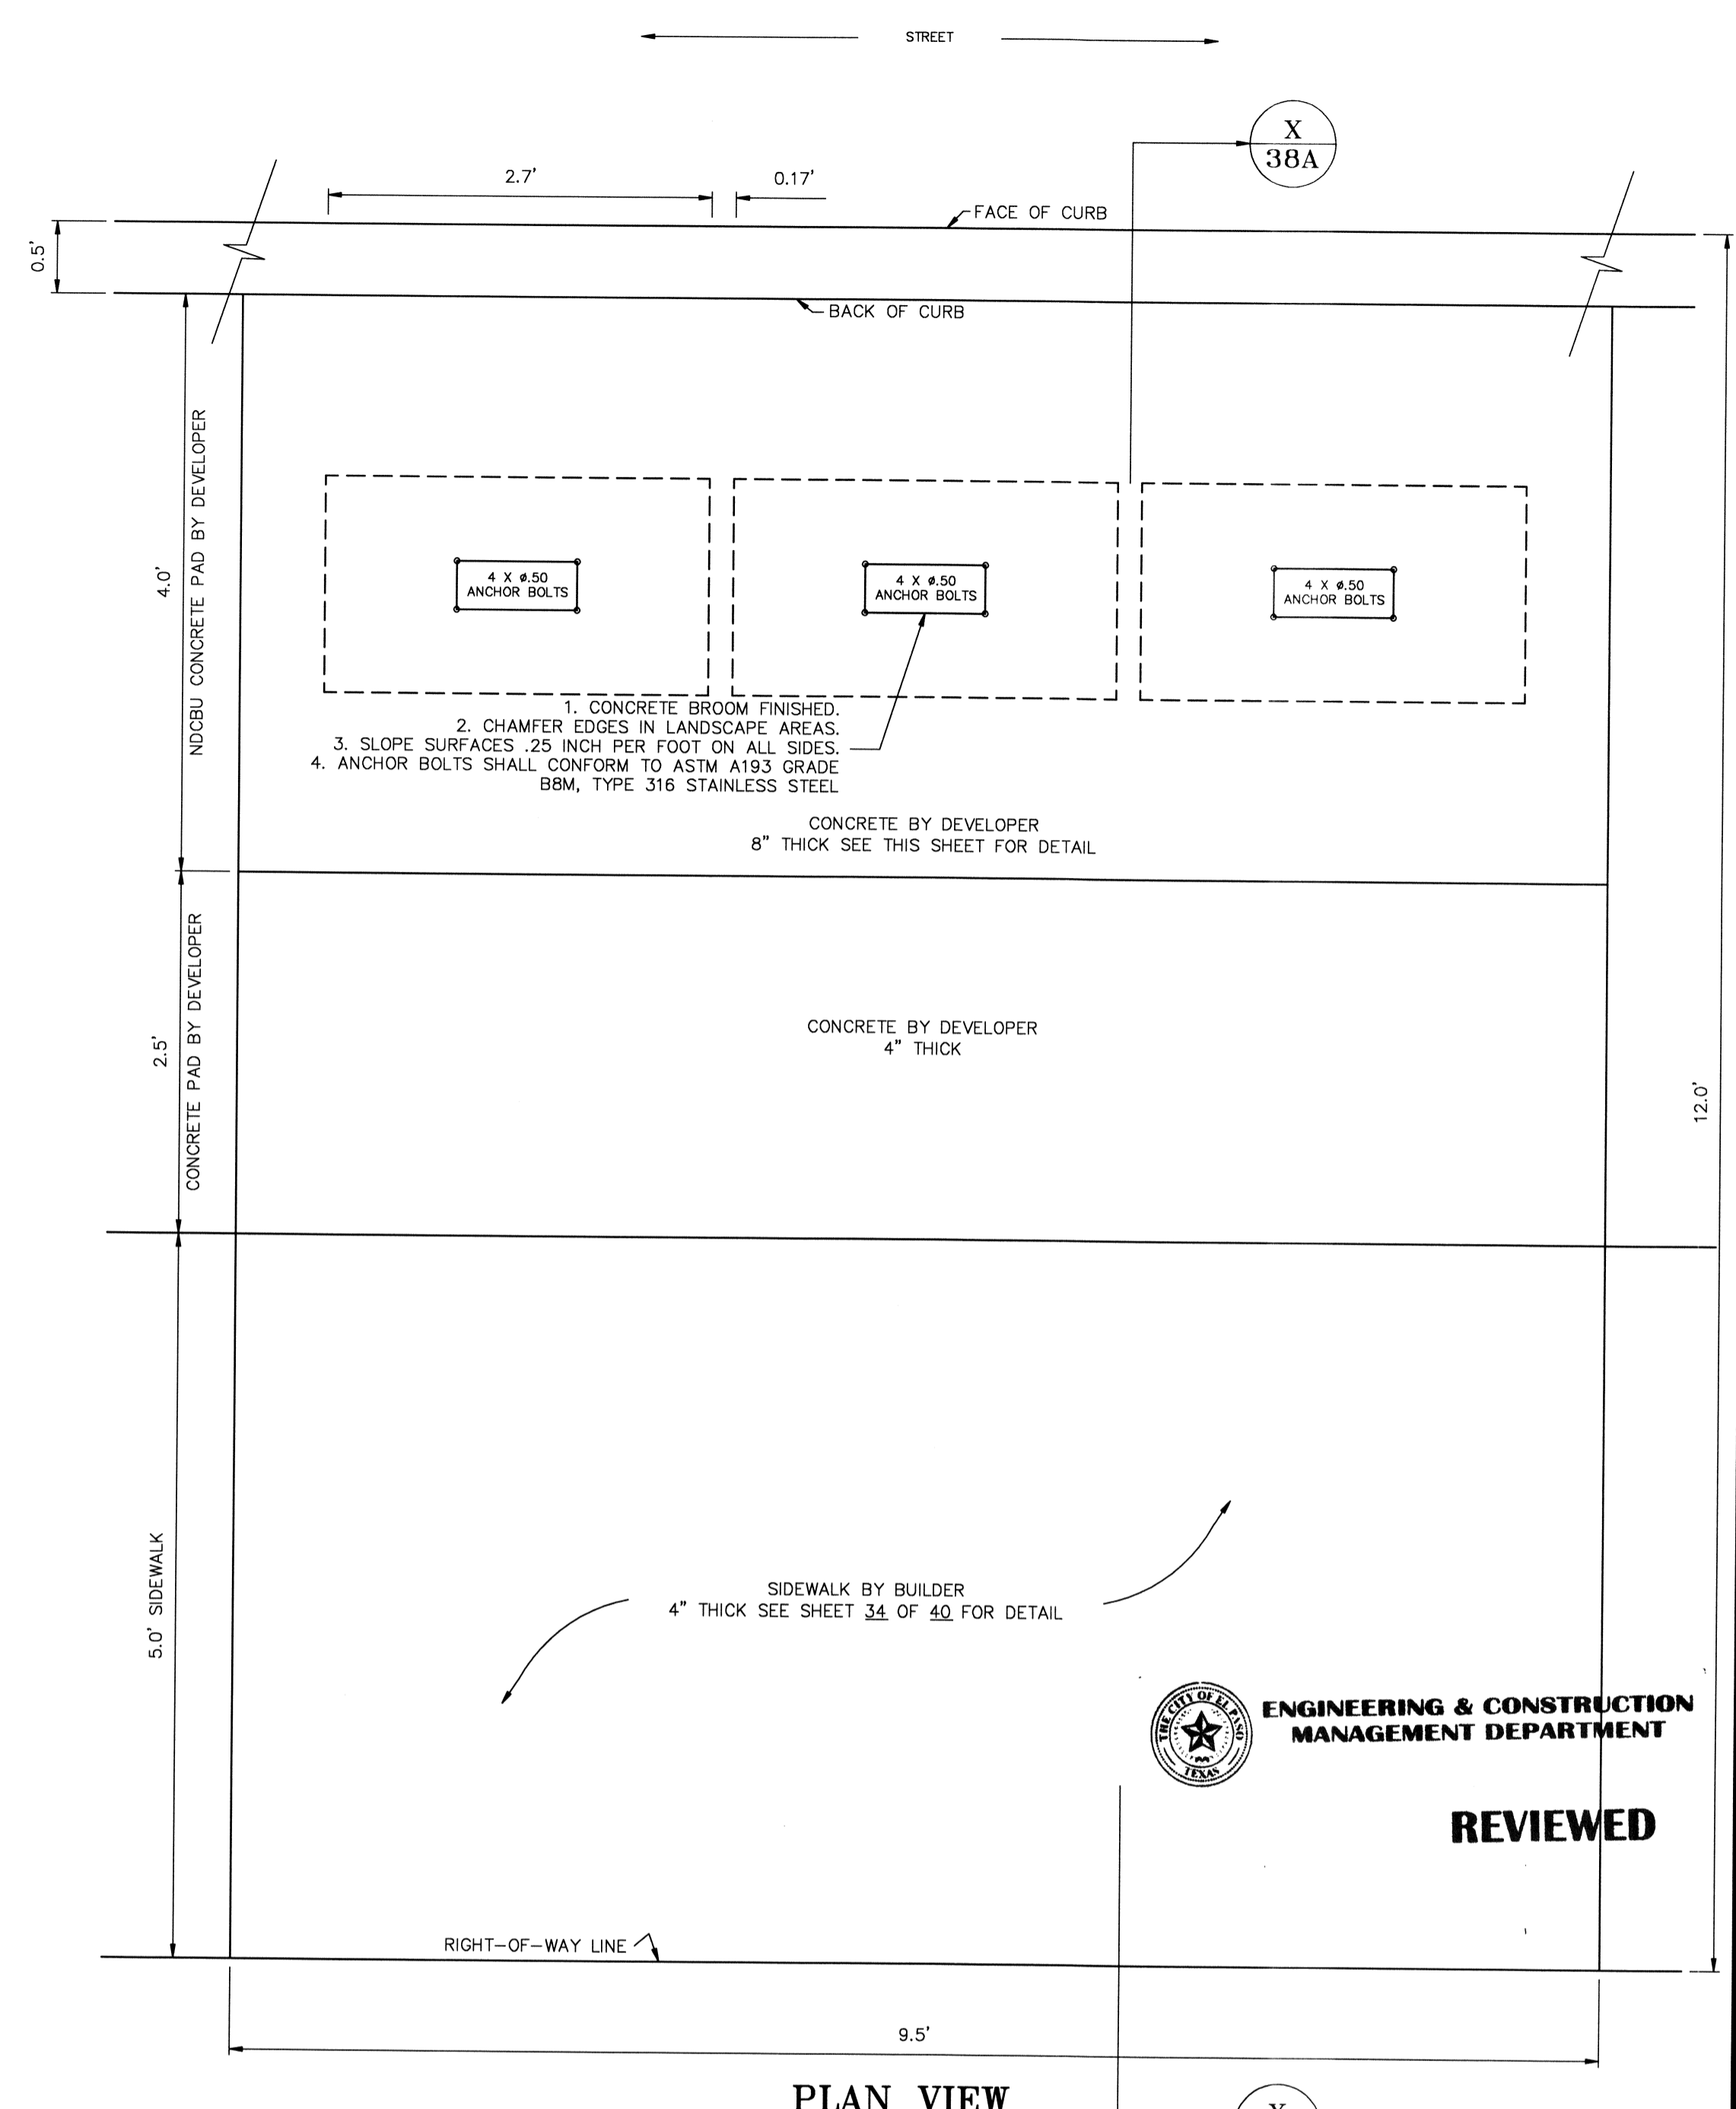 STREET
X
38A
2.7'
0.17'
FACE OF CURB
0.5'
BACK OF CURB
NDCBU CONCRETE PAD BY DEVELOPER
4.0'
4 X ø.50
ANCHOR BOLTS
4 X ø.50
ANCHOR BOLTS
4 X ø.50
ANCHOR BOLTS
1. CONCRETE BROOM FINISHED.
2. CHAMFER EDGES IN LANDSCAPE AREAS.
3. SLOPE SURFACES .25 INCH PER FOOT ON ALL SIDES.
4. ANCHOR BOLTS SHALL CONFORM TO ASTM A193 GRADE
B8M, TYPE 316 STAINLESS STEEL
CONCRETE BY DEVELOPER
8" THICK SEE THIS SHEET FOR DETAIL
CONCRETE PAD BY DEVELOPER
2.5'
CONCRETE BY DEVELOPER
4" THICK
12.0'
5.0' SIDEWALK
SIDEWALK BY BUILDER
4" THICK SEE SHEET 34 OF 40 FOR DETAIL
THE CITY OF EL PASO
TEXAS
ENGINEERING & CONSTRUCTION
MANAGEMENT DEPARTMENT
REVIEWED
RIGHT-OF-WAY LINE
9.5'
PLAN VIEW
X